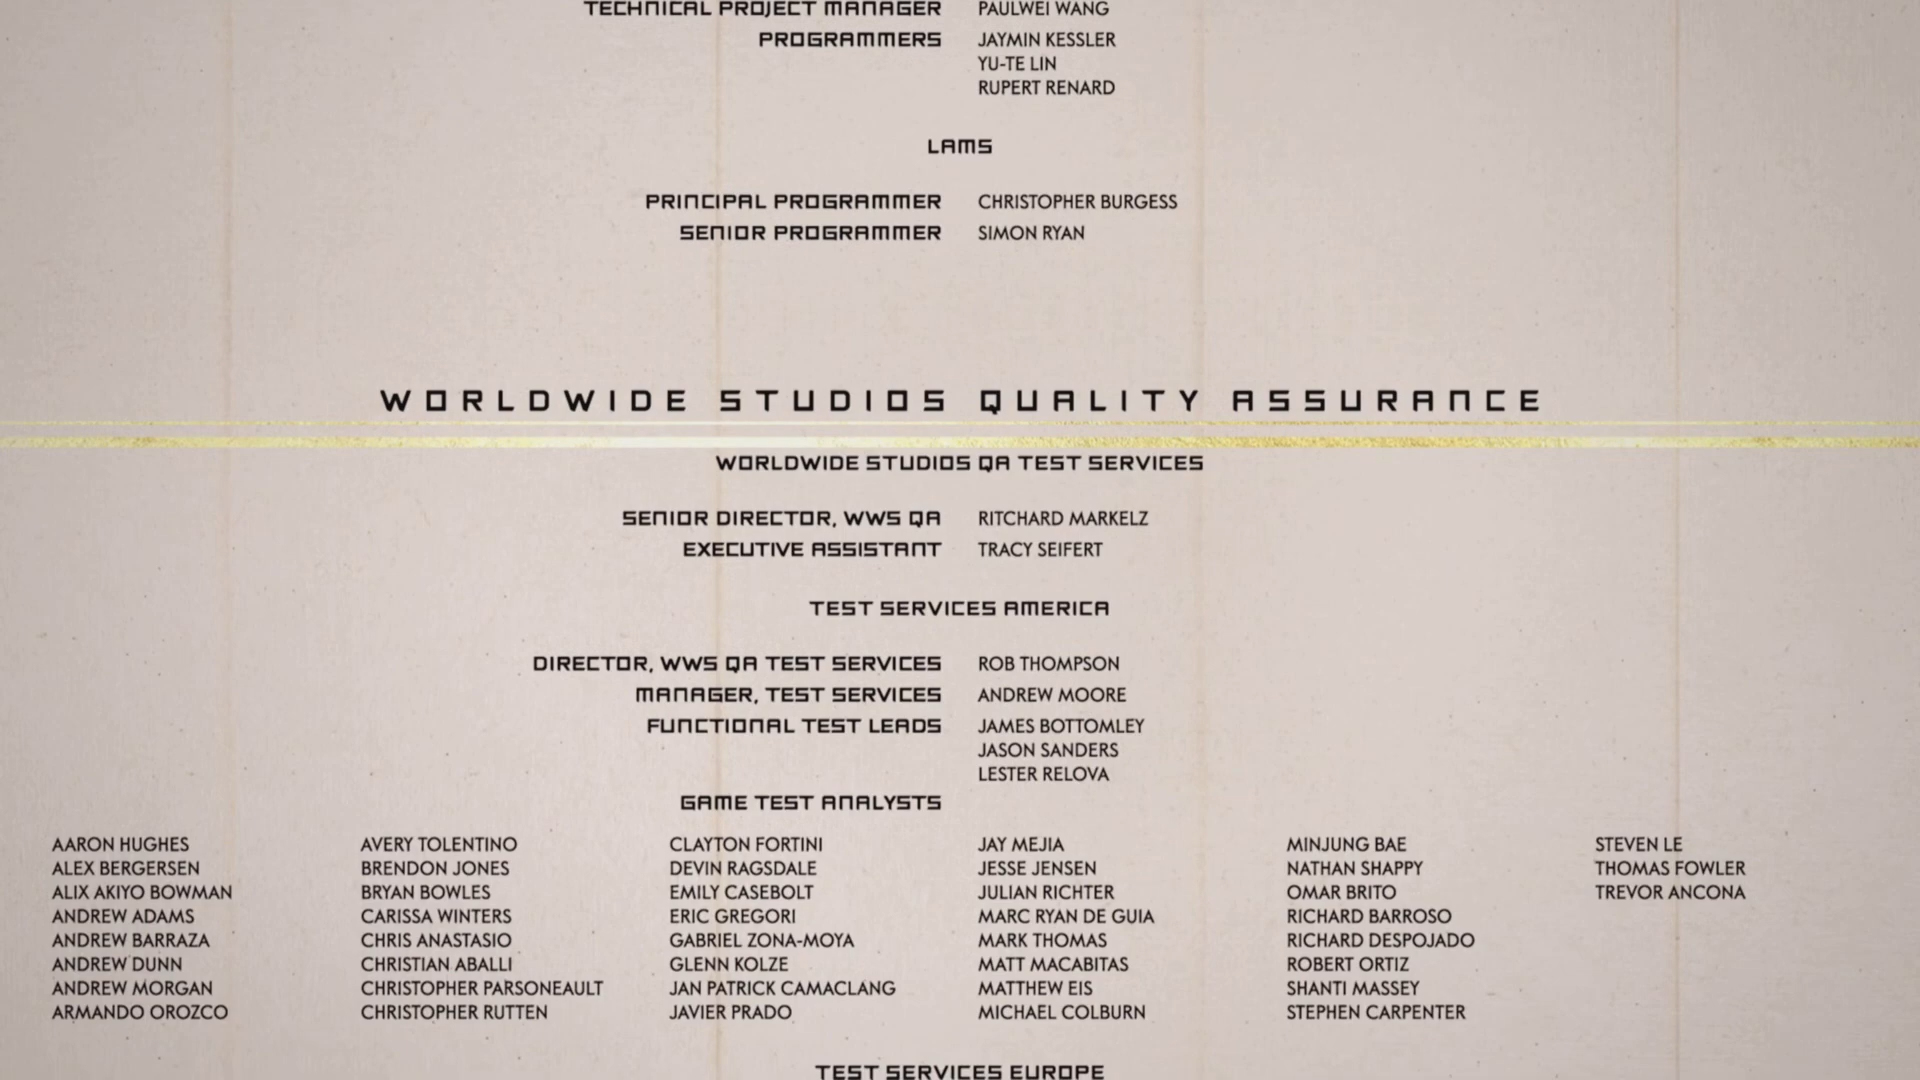 TECHNICAL PROJECT MANAGER PAULWEI WANG
PROGRAMMERS JAYMIN KESSLER
YU-TE LIN
RUPERT RENARD
LAMS
PRINCIPAL PROGRAMMER CHRISTOPHER BURGESS
SENIOR PROGRAMMER SIMON RYAN
WORLDWIDE STUDIOS QUALITY ASSURANCE
WORLDWIDE STUDIOS QA TEST SERVICES
SENIOR DIRECTOR, WWS QA RITCHARD MARKELZ
EXECUTIVE ASSISTANT TRACY SEIFERT
TEST SERVICES AMERICA
DIRECTOR, WWS QA TEST SERVICES ROB THOMPSON
MANAGER, TEST SERVICES ANDREW MOORE
FUNCTIONAL TEST LEADS JAMES BOTTOMLEY
JASON SANDERS
LESTER RELOVA
GAME TEST ANALYSTS
AARON HUGHES AVERY TOLENTINO CLAYTON FORTINI JAY MEJIA MINJUNG BAE STEVEN LE
ALEX BERGERSEN BRENDON JONES DEVIN RAGSDALE JESSE JENSEN NATHAN SHAPPY THOMAS FOWLER
ALIX AKIYO BOWMAN BRYAN BOWLES EMILY CASEBOLT JULIAN RICHTER OMAR BRITO TREVOR ANCONA
ANDREW ADAMS CARISSA WINTERS ERIC GREGORI MARC RYAN DE GUIA RICHARD BARROSO
ANDREW BARRAZA CHRIS ANASTASIO GABRIEL ZONA-MOYA MARK THOMAS RICHARD DESPOJADO
ANDREW DUNN CHRISTIAN ABALLI GLENN KOLZE MATT MACABITAS ROBERT ORTIZ
ANDREW MORGAN CHRISTOPHER PARSONEAULT JAN PATRICK CAMACLANG MATTHEW EIS SHANTI MASSEY
ARMANDO OROZCO CHRISTOPHER RUTTEN JAVIER PRADO MICHAEL COLBURN STEPHEN CARPENTER
TEST SERVICES EUROPE